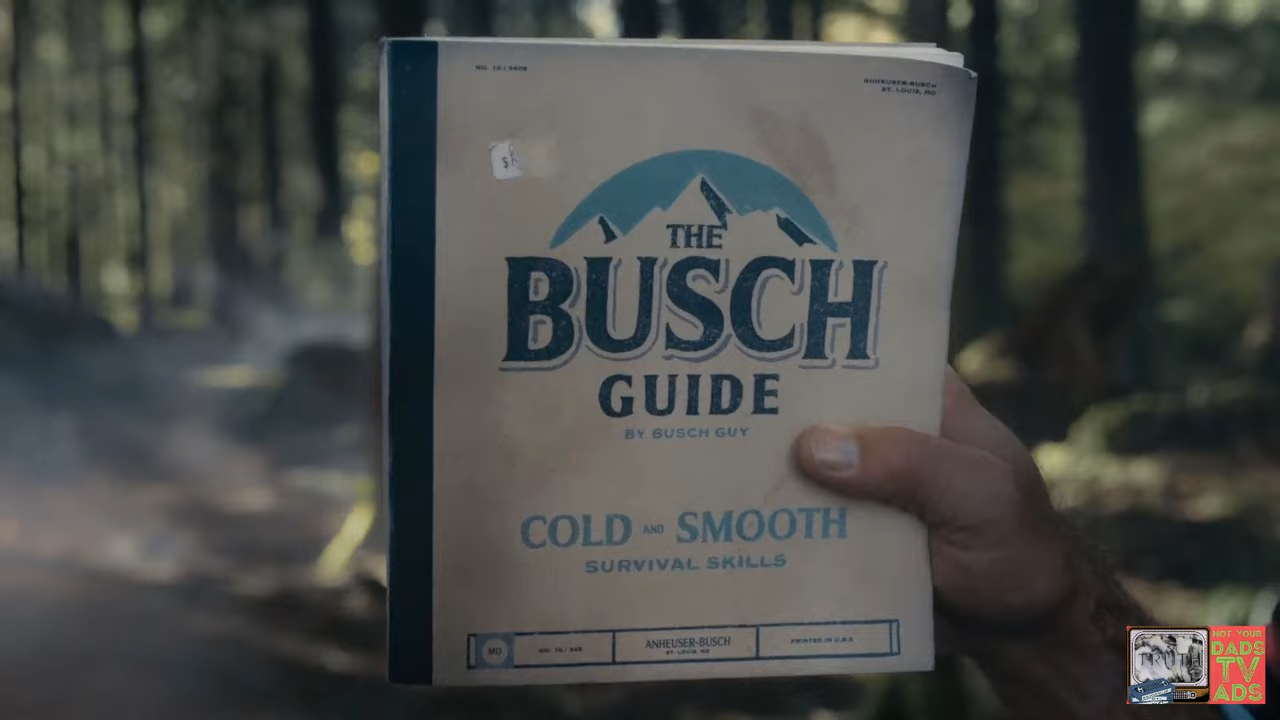 ANHEUSER-BUSCH
ST. LOUIS, MO
THE
BUSCH
GUIDE
BY BUSCH GUY
COLD AND SMOOTH
SURVIVAL SKILLS
MO
ANHEUSER-BUSCH
ST. LOUIS, MO
PRINTED IN U.S.A
TRUTH
NOT YOUR
DADS
TV
ADS